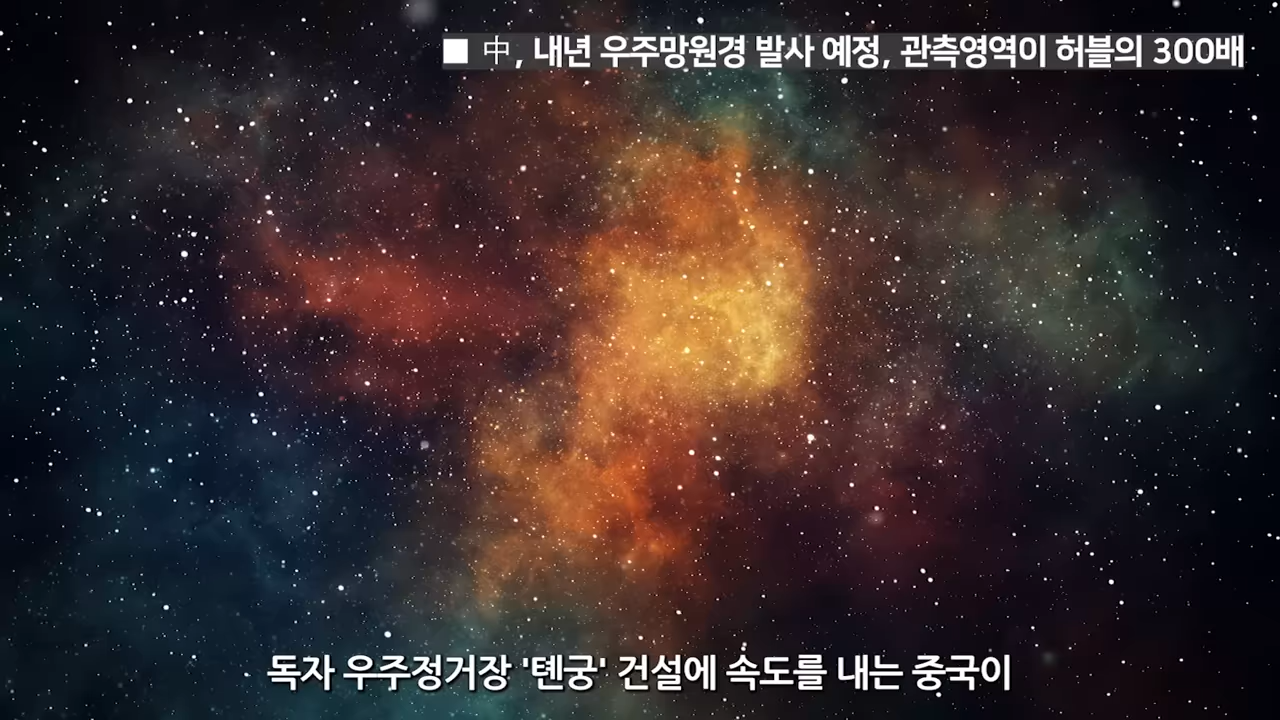 ■ 中, 내년 우주망원경 발사 예정, 관측영역이 허블의 300배
독자 우주정거장 '톈궁' 건설에 속도를 내는 중국이